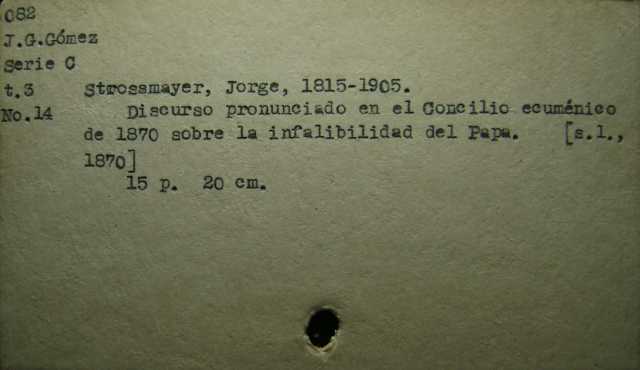 082
J.G.Gómez
Serie C
t.3 Strossmayer, Jorge, 1815-1905.
No.14 Discurso pronunciado en el Concilio ecuménico
de 1870 sobre la infalibilidad del Papa. [s.l.,
1870]
15 p. 20 cm.